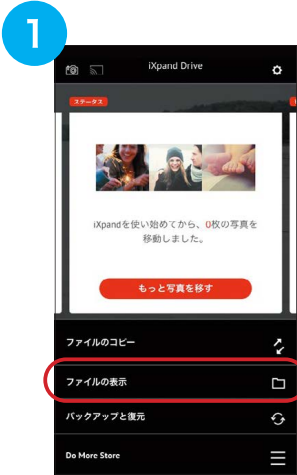 1
iXpand Drive
ステータス
iXpandを使い始めてから、0枚の写真を
移動しました。
もっと写真を移す
ファイルのコピー
ファイルの表示
バックアップと復元
Do More Store